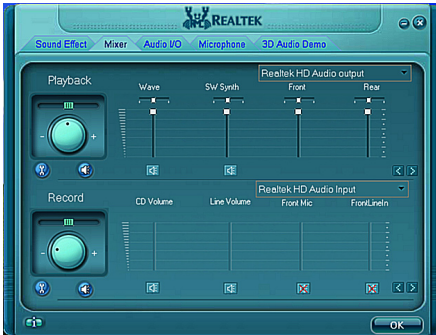 REALTEK
Sound Effect Mixer Audio I/O Microphone 3D Audio Demo
Playback
Realtek HD Audio output
Wave SW Synth Front Rear
- +
Record
Realtek HD Audio Input
CD Volume Line Volume Front Mic FrontLineIn
- +
OK